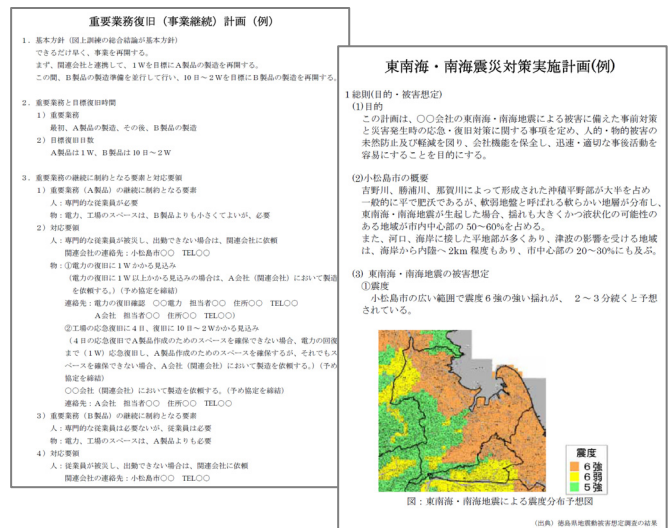 重要業務復旧（事業継続）計画（例）
１．基本方針（図上訓練の総合結論が基本方針）
できるだけ早く、事業を再開する。
まず、関連会社と連携して、１Ｗを目標にＡ製品の製造を再開する。
この間、Ｂ製品の製造準備を並行して行い、10日～２Ｗを目標にＢ製品の製造を再開する。
２．重要業務と目標復旧時間
１）重要業務
最初、Ａ製品の製造、その後、Ｂ製品の製造
２）目標復旧日数
Ａ製品は１Ｗ、Ｂ製品は10日～２Ｗ
３．重要業務の継続に制約となる要素と対応要領
１）重要業務（Ａ製品）の継続に制約となる要素
人：専門的な従業員が必要
物：電力、工場のスペースは、Ｂ製品よりも小さくてよいが、必要
２）対応要領
人：専門的な従業員が被災し、出勤できない場合は、関連会社に依頼
関連会社の連絡先：小松島市○○　TEL○○
物：①電力の復旧に１Ｗかかる見込み
（電力の復旧に１Ｗ以上かかる見込みの場合は、Ａ会社（関連会社）において製造
を依頼する。）（予め協定を締結）
連絡先：電力の復旧確認　○○電力　担当者○○　住所○○　TEL○○
Ａ会社　担当者○○　住所○○　TEL○○）
②工場の応急復旧に４日、復旧に10日～２Ｗかかる見込み
（４日の応急復旧でＡ製品作成のためのスペースを確保できない場合、電力の回復
まで（１Ｗ）応急復旧し、Ａ製品作成のためのスペースを確保するが、それでもス
ペースを確保できない場合、Ａ会社（関連会社）において製造を依頼する。）（予め
協定を締結）
○○会社（関連会社）において製造を依頼する。（予め協定を締結）
連絡先：Ａ会社　担当者○○　住所○○　TEL○○
３）重要業務（Ｂ製品）の継続に制約となる要素
人：専門的な従業員は必要ないが、従業員は必要
物：電力、工場のスペースは、Ａ製品よりも必要
４）対応要領
人：従業員が被災し、出勤できない場合は、関連会社に依頼
関連会社の連絡先：小松島市○○　TEL○○
東南海・南海震災対策実施計画(例)
１総則(目的・被害想定)
(1)目的
この計画は、○○会社の東南海・南海地震による被害に備えた事前対策
と災害発生時の応急・復旧対策に関する事項を定め、人的・物的被害の
未然防止及び軽減を図り、会社機能を保全し、迅速・適切な事後活動を
容易にすることを目的にする。
(2)小松島市の概要
吉野川、勝浦川、那賀川によって形成された沖積平野部が大半を占め
一般的に平で肥沃であるが、軟弱地盤と呼ばれる軟らかい地層が分布し、
東南海・南海地震が生起した場合、揺れも大きくかつ液状化の可能性の
ある地域が市内中心部の50～60%を占める。
また、河口、海岸に接した平地部が多くあり、津波の影響を受ける地域
は、海岸から内陸へ2km程度もあり、市中心部の20～30%にも及ぶ。
(3) 東南海・南海地震の被害想定
①震度
小松島市の広い範囲で震度６強の強い揺れが、２～３分続くと予想
されている。
震度
６強
６弱
５強
図：東南海・南海地震による震度分布予想図
（出典）徳島県地震動被害想定調査の結果